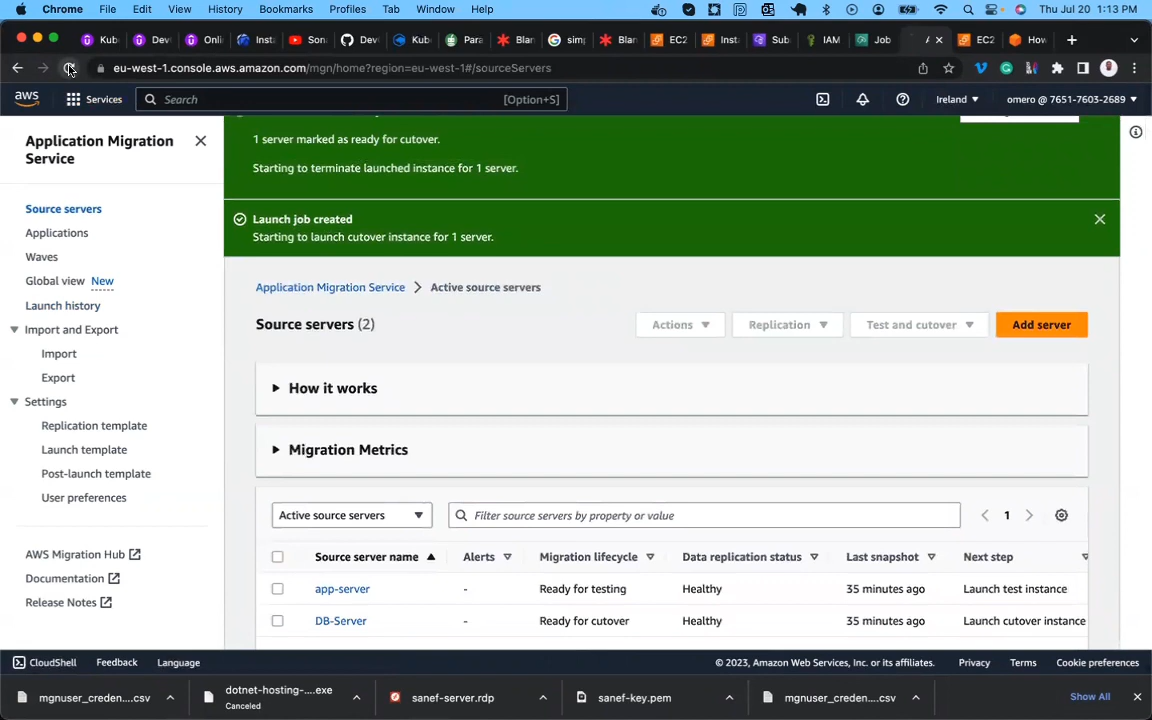 Chrome File Edit View History Bookmarks Profiles Tab Window Help Thu Jul 20 1:13 PM
Kub Dev Onli Insta Sona Dev Kub Para Blan simp Blan EC2 Inst Sub IAM Job A EC2 How
eu-west-1.console.aws.amazon.com/mgn/home?region=eu-west-1#/sourceServers
aws Services Search [Option+S] Ireland omero @ 7651-7603-2689
Application Migration
Service
Source servers
Applications
Waves
Global view New
Launch history
Import and Export
Import
Export
Settings
Replication template
Launch template
Post-launch template
User preferences
AWS Migration Hub
Documentation
Release Notes
1 server marked as ready for cutover.
Starting to terminate launched instance for 1 server.
Launch job created
Starting to launch cutover instance for 1 server.
Application Migration Service Active source servers
Source servers (2) Actions Replication Test and cutover Add server
How it works
Migration Metrics
Active source servers Filter source servers by property or value 1
Source server name Alerts Migration lifecycle Data replication status Last snapshot Next step
app-server - Ready for testing Healthy 35 minutes ago Launch test instance
DB-Server - Ready for cutover Healthy 35 minutes ago Launch cutover instance
CloudShell Feedback Language © 2023, Amazon Web Services, Inc. or its affiliates. Privacy Terms Cookie preferences
mgnuser_creden....csv dotnet-hosting-....exe sanef-server.rdp sanef-key.pem mgnuser_creden....csv Show All
Canceled